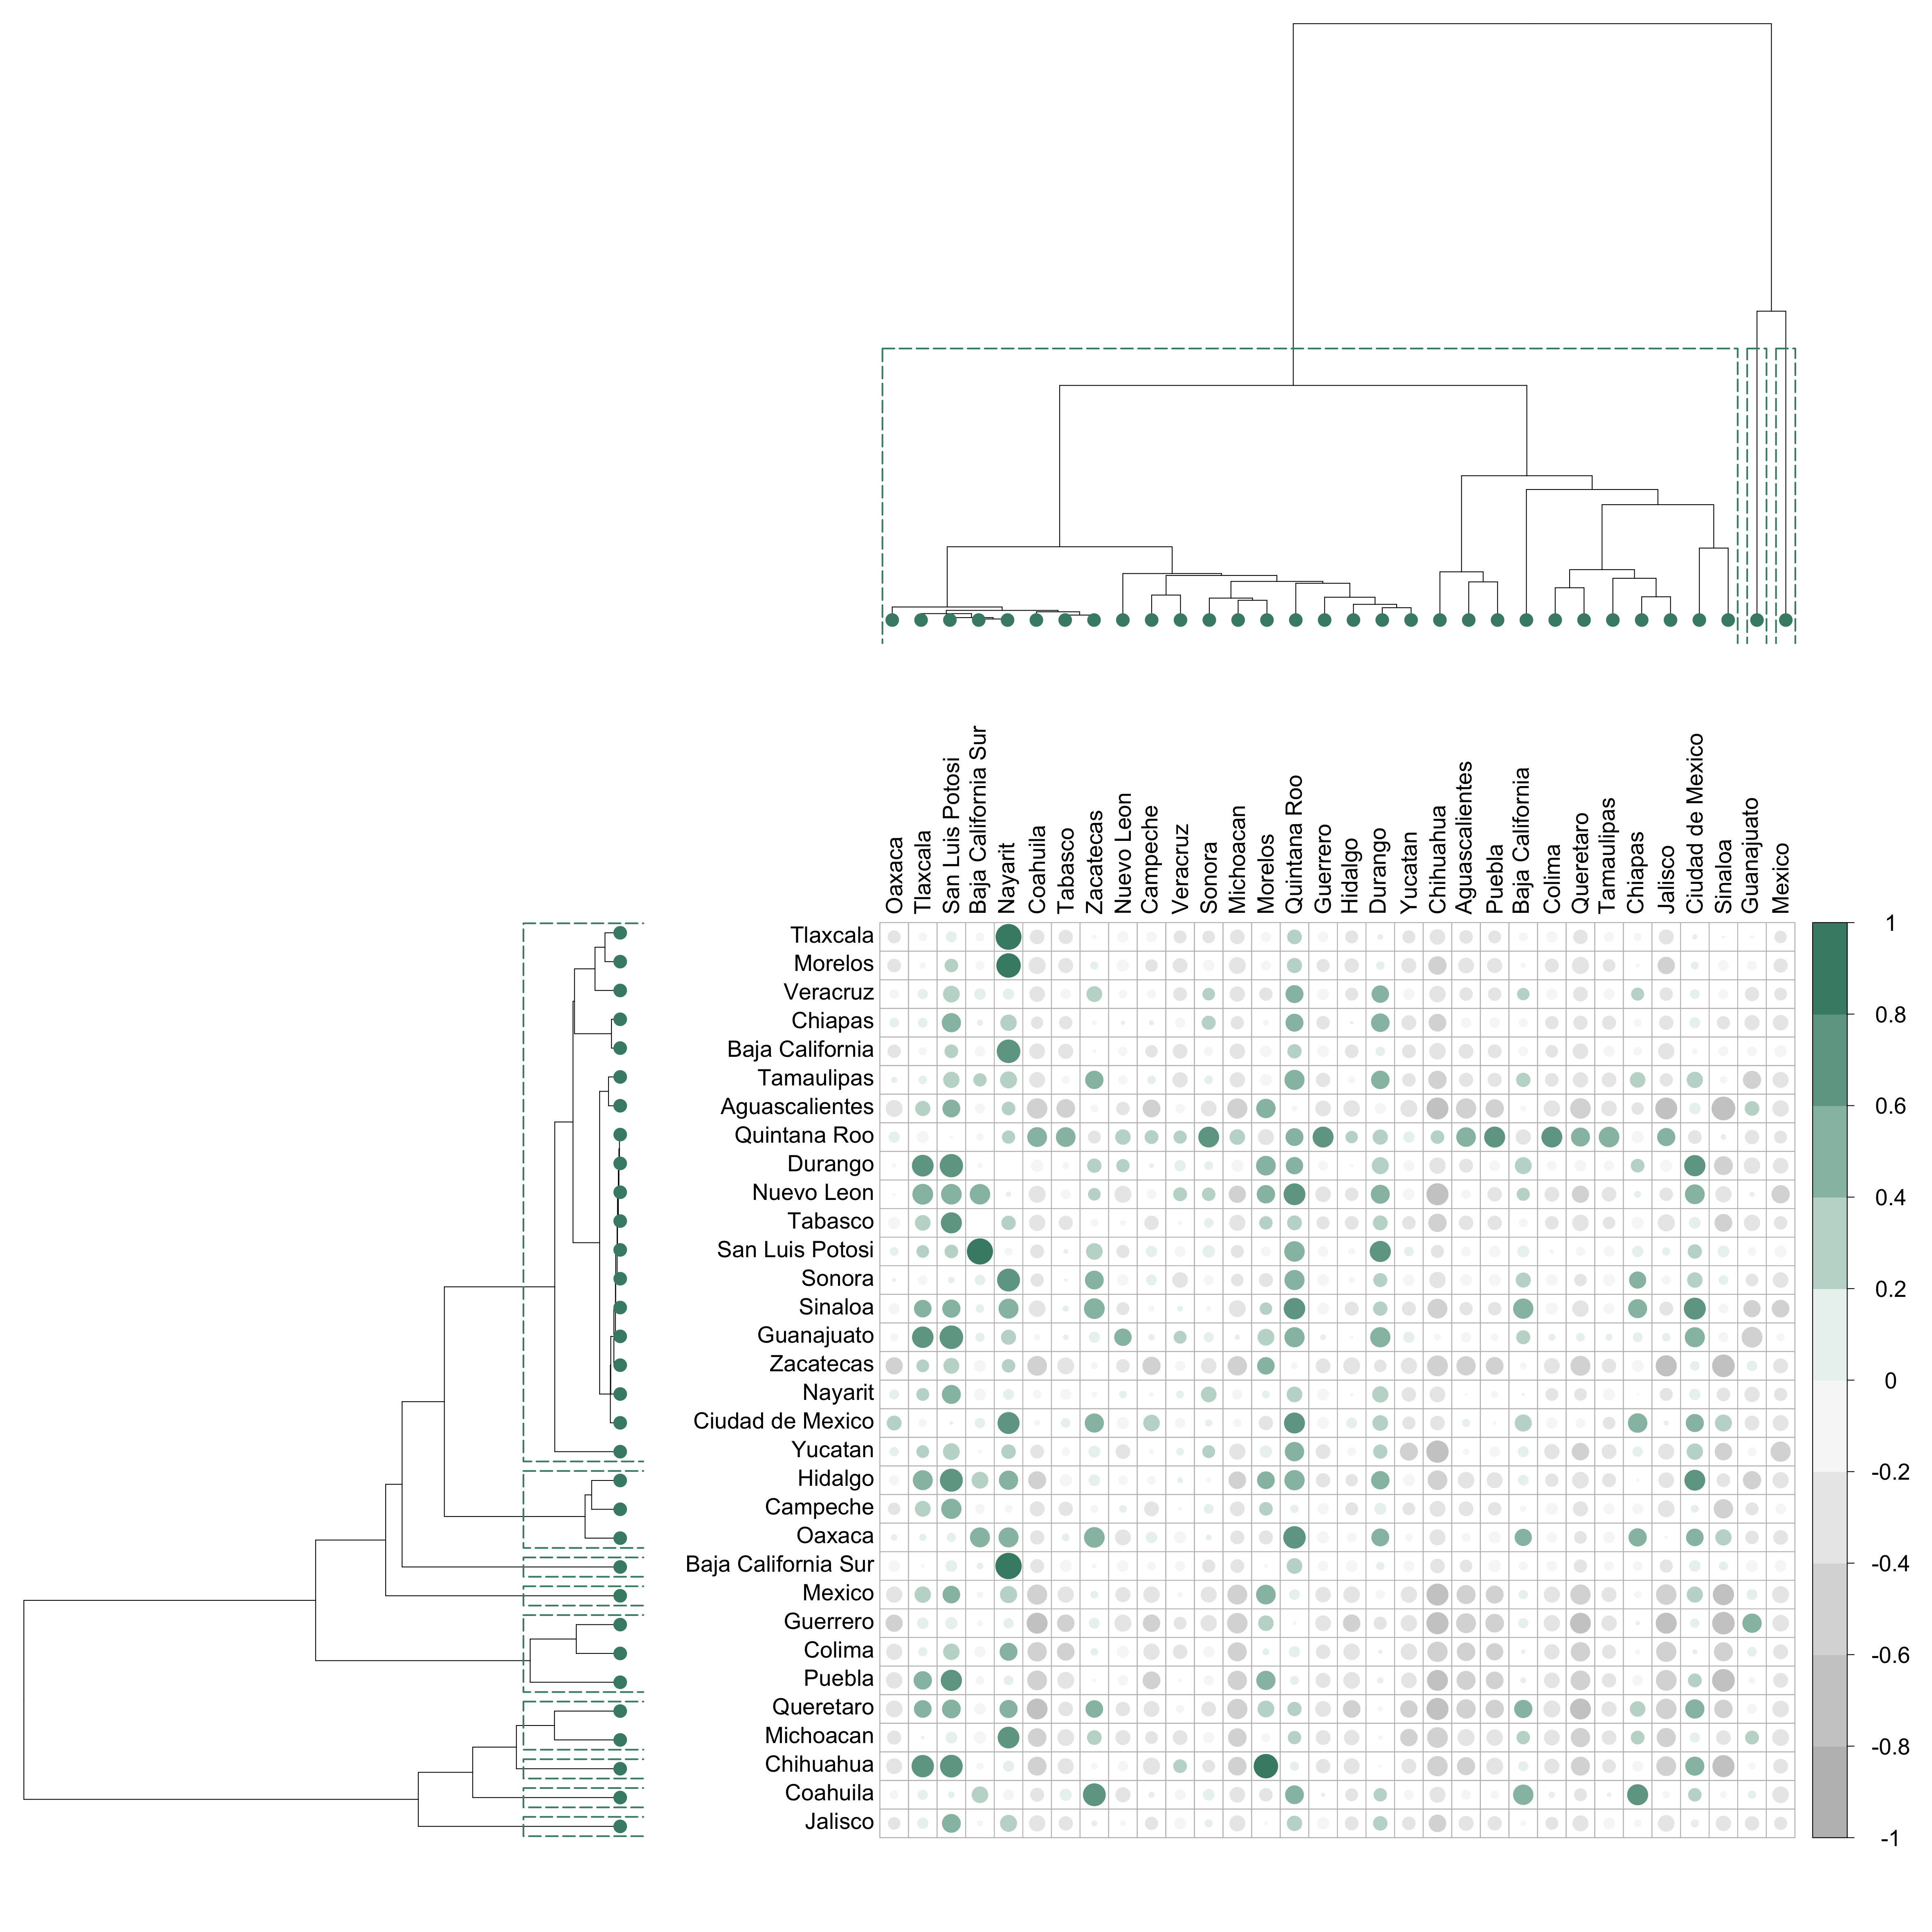 Oaxaca
Tlaxcala
San Luis Potosi
Baja California Sur
Nayarit
Coahuila
Tabasco
Zacatecas
Nuevo Leon
Campeche
Veracruz
Sonora
Michoacan
Morelos
Quintana Roo
Guerrero
Hidalgo
Durango
Yucatan
Chihuahua
Aguascalientes
Puebla
Baja California
Colima
Queretaro
Tamaulipas
Chiapas
Jalisco
Ciudad de Mexico
Sinaloa
Guanajuato
Mexico
Tlaxcala
Morelos
Veracruz
Chiapas
Baja California
Tamaulipas
Aguascalientes
Quintana Roo
Durango
Nuevo Leon
Tabasco
San Luis Potosi
Sonora
Sinaloa
Guanajuato
Zacatecas
Nayarit
Ciudad de Mexico
Yucatan
Hidalgo
Campeche
Oaxaca
Baja California Sur
Mexico
Guerrero
Colima
Puebla
Queretaro
Michoacan
Chihuahua
Coahuila
Jalisco
1
0.8
0.6
0.4
0.2
0
-0.2
-0.4
-0.6
-0.8
-1